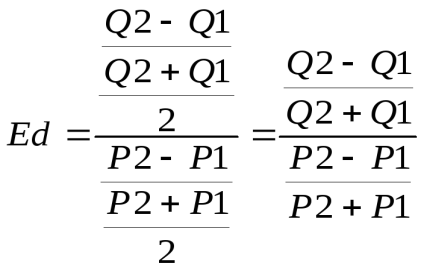 Ed = ((Q2 - Q1) / ((Q2 + Q1) / 2)) / ((P2 - P1) / ((P2 + P1) / 2)) = ((Q2 - Q1) / (Q2 + Q1)) / ((P2 - P1) / (P2 + P1))